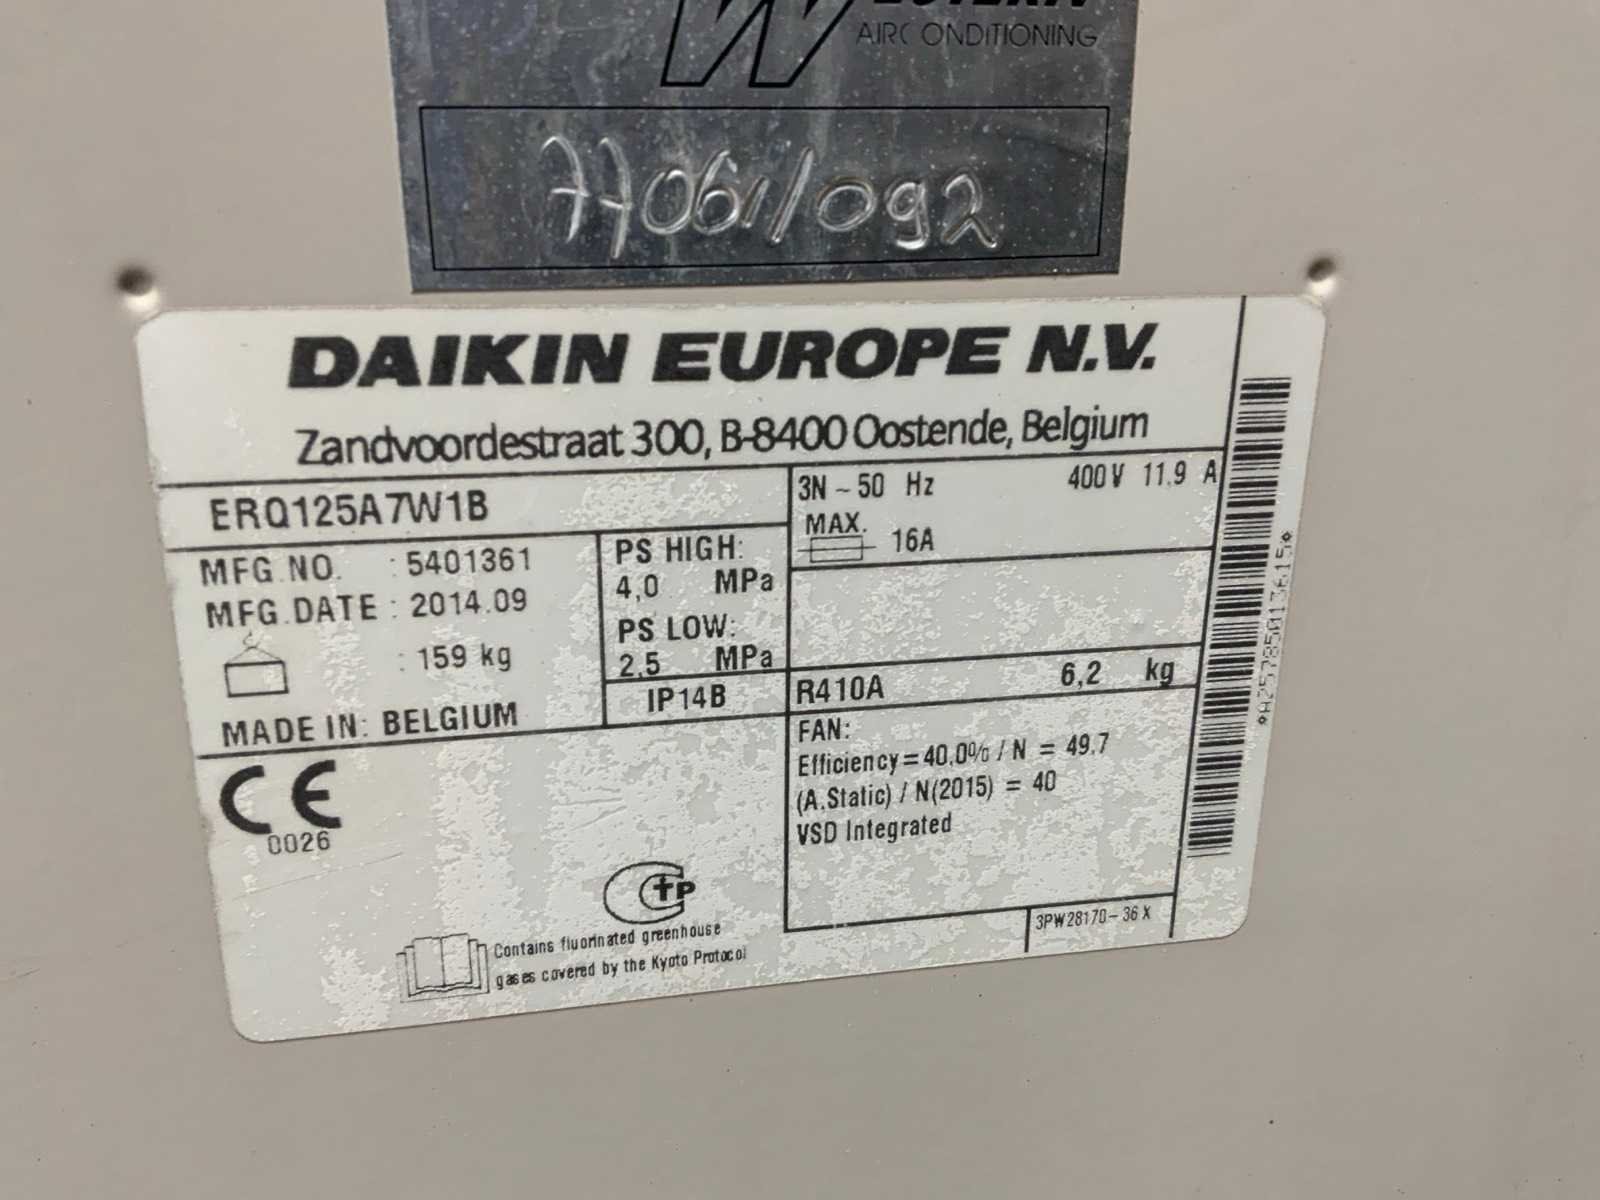 AIRCONDITIONING
77061/092
DAIKIN EUROPE N.V.
Zandvoordestraat 300, B-8400 Oostende, Belgium
ERQ125A7W1B
3N ~ 50 Hz 400V 11.9 A
MAX. 16A
MFG.NO. : 5401361
MFG.DATE : 2014.09
: 159 kg
MADE IN: BELGIUM
PS HIGH:
4,0 MPa
PS LOW:
2,5 MPa
IP14B
R410A 6,2 kg
FAN:
Efficiency=40,0% / N = 49.7
(A.Static) / N(2015) = 40
VSD Integrated
CE
0026
Contains fluorinated greenhouse
gases covered by the Kyoto Protocol
3PW28170-36X
*A2578501361S*